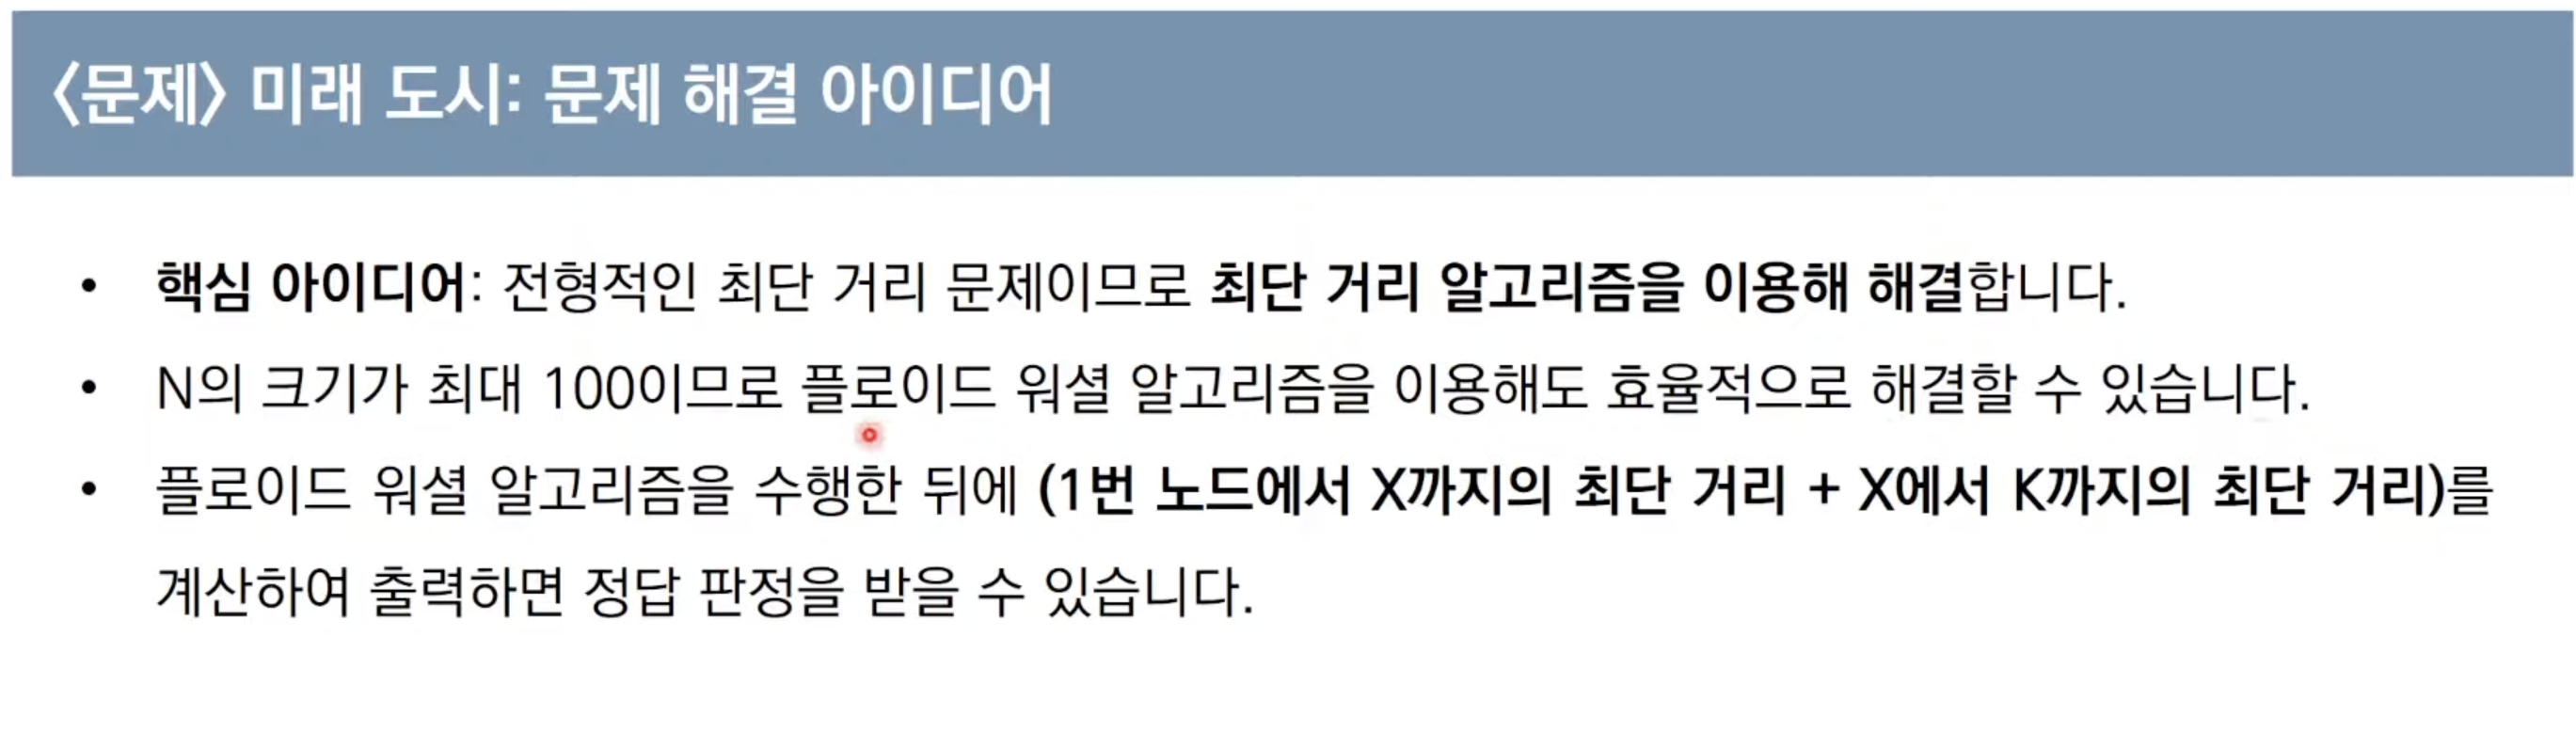 <문제> 미래 도시: 문제 해결 아이디어
• 핵심 아이디어: 전형적인 최단 거리 문제이므로 최단 거리 알고리즘을 이용해 해결합니다.
• N의 크기가 최대 100이므로 플로이드 워셜 알고리즘을 이용해도 효율적으로 해결할 수 있습니다.
• 플로이드 워셜 알고리즘을 수행한 뒤에 (1번 노드에서 X까지의 최단 거리 + X에서 K까지의 최단 거리)를
계산하여 출력하면 정답 판정을 받을 수 있습니다.